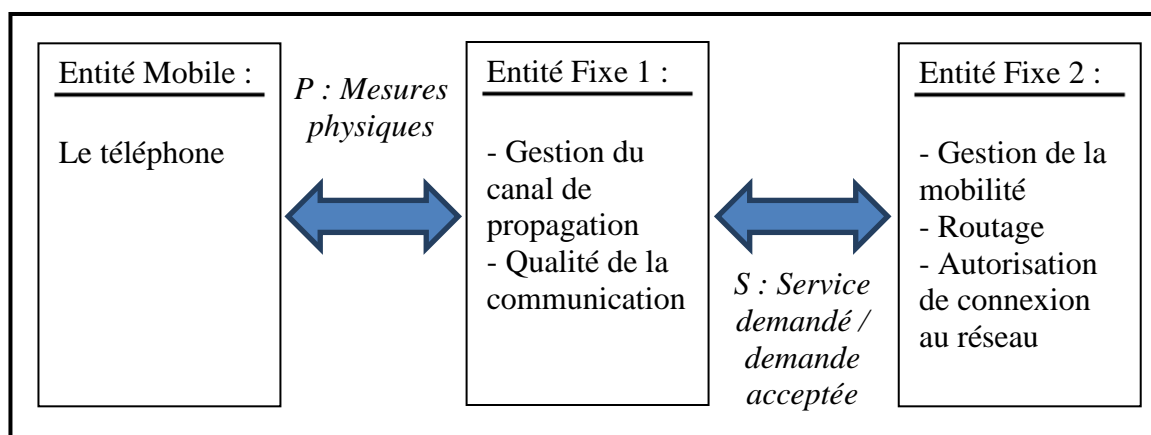 Entité Mobile :
Le téléphone
P : Mesures
physiques
Entité Fixe 1 :
- Gestion du
canal de
propagation
- Qualité de la
communication
S : Service
demandé /
demande
acceptée
Entité Fixe 2 :
- Gestion de la
mobilité
- Routage
- Autorisation
de connexion
au réseau